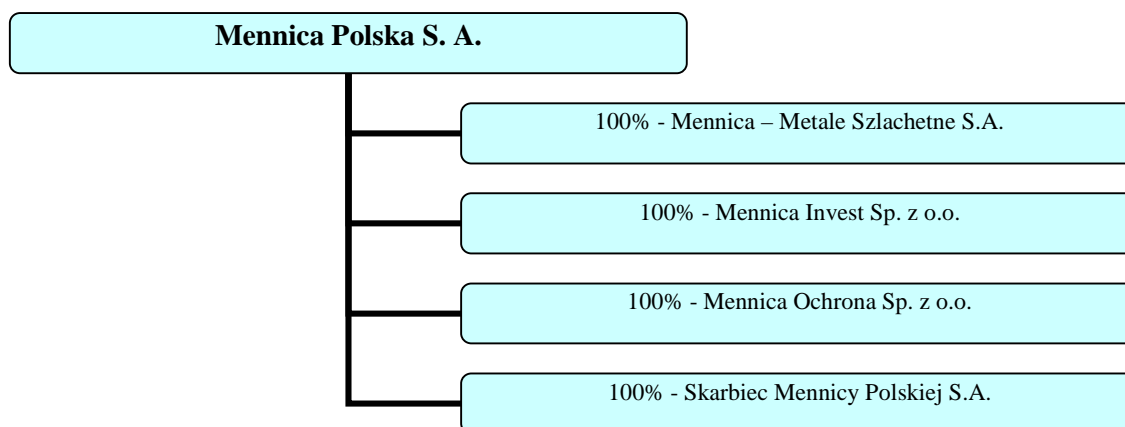 Mennica Polska S. A.
100% - Mennica – Metale Szlachetne S.A.
100% - Mennica Invest Sp. z o.o.
100% - Mennica Ochrona Sp. z o.o.
100% - Skarbiec Mennicy Polskiej S.A.